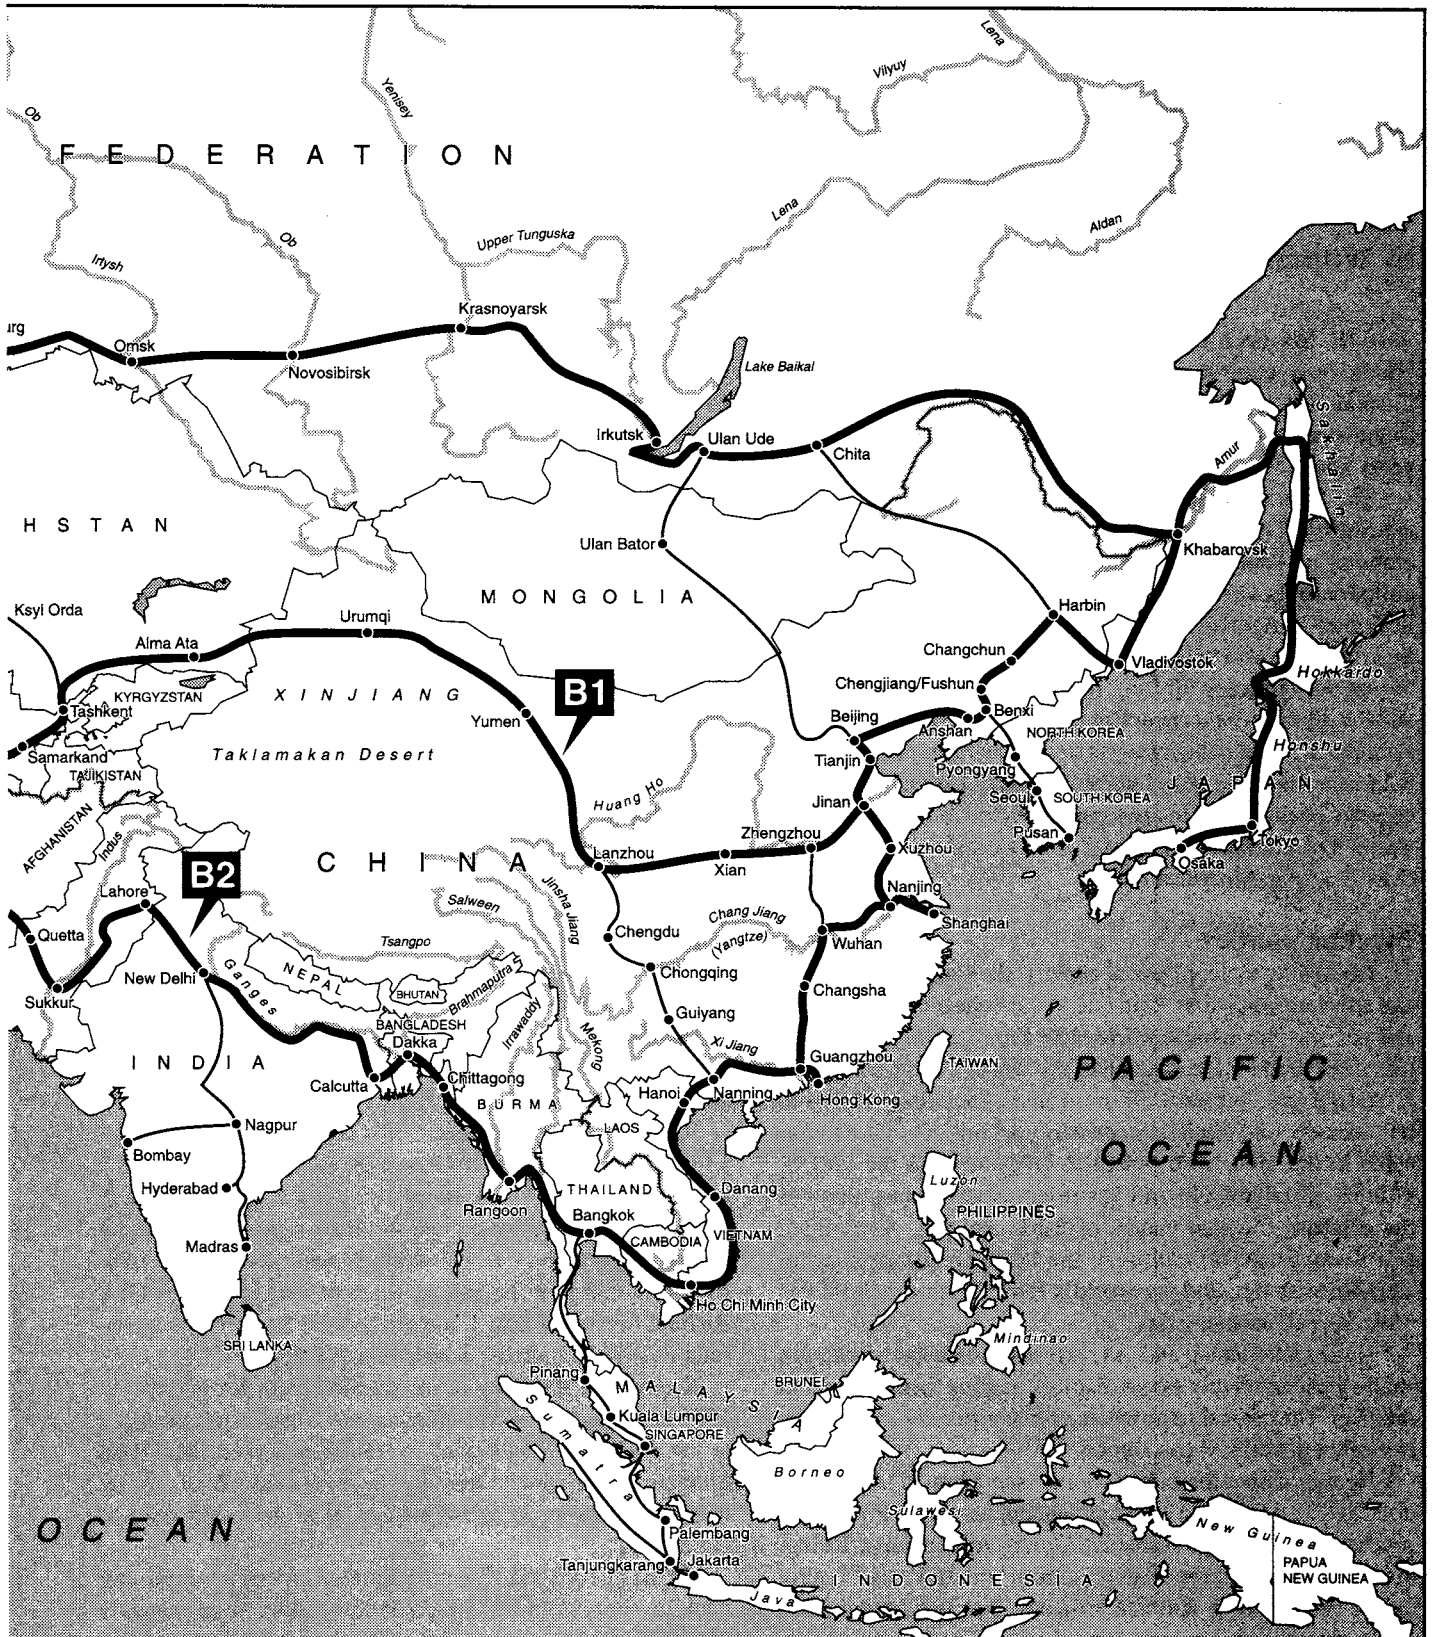 Lena
Vilyuy
Yenisey
Ob
FEDERATION
Lena
Aldan
Upper Tunguska
Ob
Irtysh
Krasnoyarsk
urg
Omsk
Novosibirsk
Lake Baikal
Sakhalin
Irkutsk
Ulan Ude
Chita
Amur
HSTAN
Ulan Bator
Khabarovsk
MONGOLIA
Ksyl Orda
Urumqi
Harbin
Alma Ata
Changchun
Vladivostok
Hokkardo
B1
Chengjiang/Fushun
KYRGYZSTAN
XINJIANG
Tashkent
Yumen
Beijing
Benxi
Anshan
NORTH KOREA
Honshu
Samarkand
Taklamakan Desert
Tianjin
Pyongyang
TAJIKISTAN
JAPAN
Huang Ho
Jinan
Seoul
SOUTH KOREA
AFGHANISTAN
Indus
Zhengzhou
Pusan
Tokyo
CHINA
Lanzhou
Xian
Xuzhou
Osaka
B2
Lahore
Jinsha Jiang
Nanjing
Salween
Chang Jiang
(Yangtze)
Shanghai
Quetta
Tsangpo
Chengdu
Wuhan
New Delhi
Ganges
NEPAL
Chongqing
Sukkur
BHUTAN
Brahmaputra
Changsha
Irrawaddy
Guiyang
BANGLADESH
Dakka
Mekong
Xi Jiang
INDIA
Guangzhou
TAIWAN
PACIFIC
OCEAN
Calcutta
Chittagong
Hanoi
Nanning
Hong Kong
BURMA
Nagpur
LAOS
Bombay
Hyderabad
THAILAND
Danang
Luzon
Rangoon
Bangkok
PHILIPPINES
Madras
CAMBODIA
VIETNAM
Ho Chi Minh City
SRI LANKA
Mindinao
Pinang
MALAYSIA
BRUNEI
Sumatra
Kuala Lumpur
SINGAPORE
Borneo
Sulawesi
OCEAN
Palembang
New Guinea
Tanjungkarang
Jakarta
PAPUA
NEW GUINEA
INDONESIA
Java